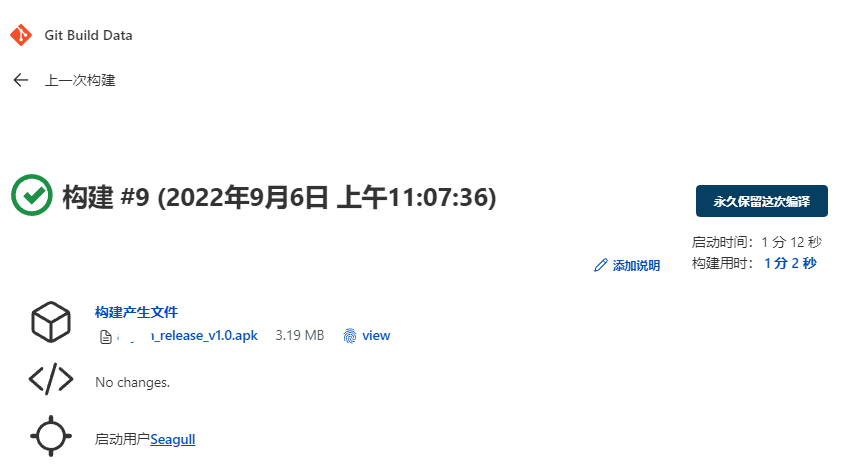 Git Build Data
上一次构建
构建 #9 (2022年9月6日 上午11:07:36)
永久保留这次编译
启动时间：1 分 12 秒
添加说明
构建用时： 1 分 2 秒
构建产生文件
_release_v1.0.apk 3.19 MB view
No changes.
启动用户Seagull